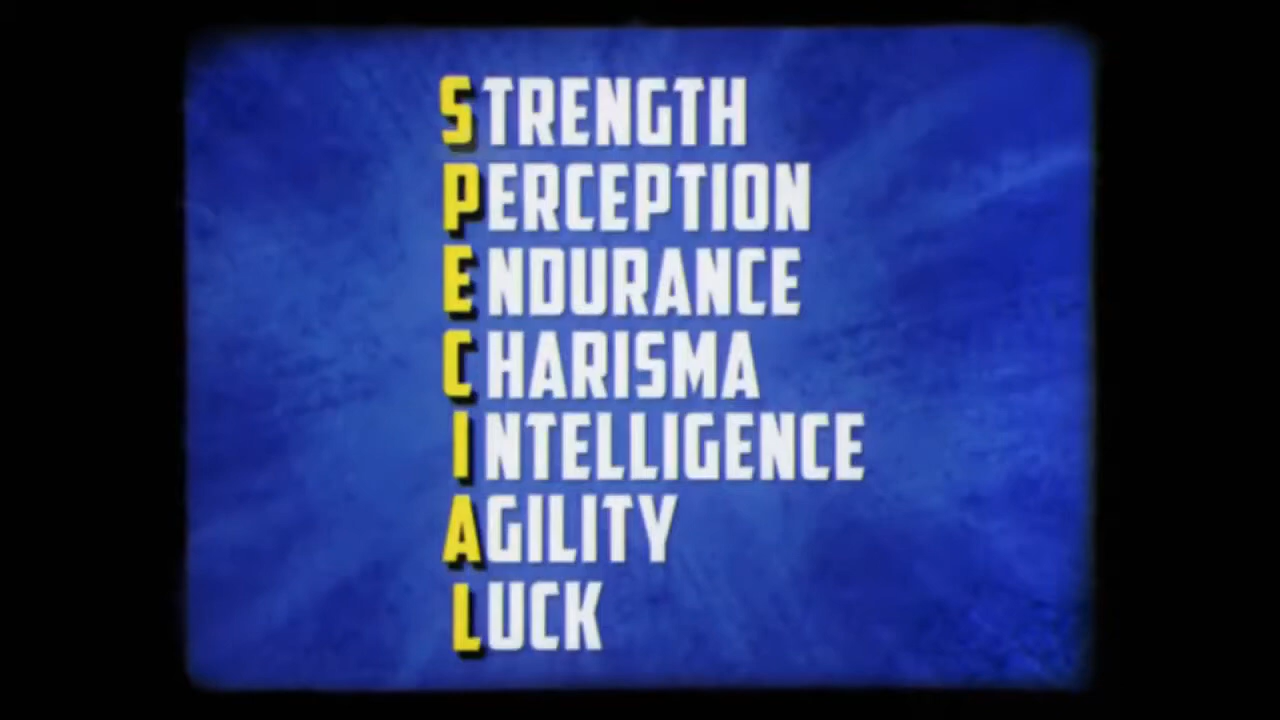 STRENGTH
PERCEPTION
ENDURANCE
CHARISMA
INTELLIGENCE
AGILITY
LUCK